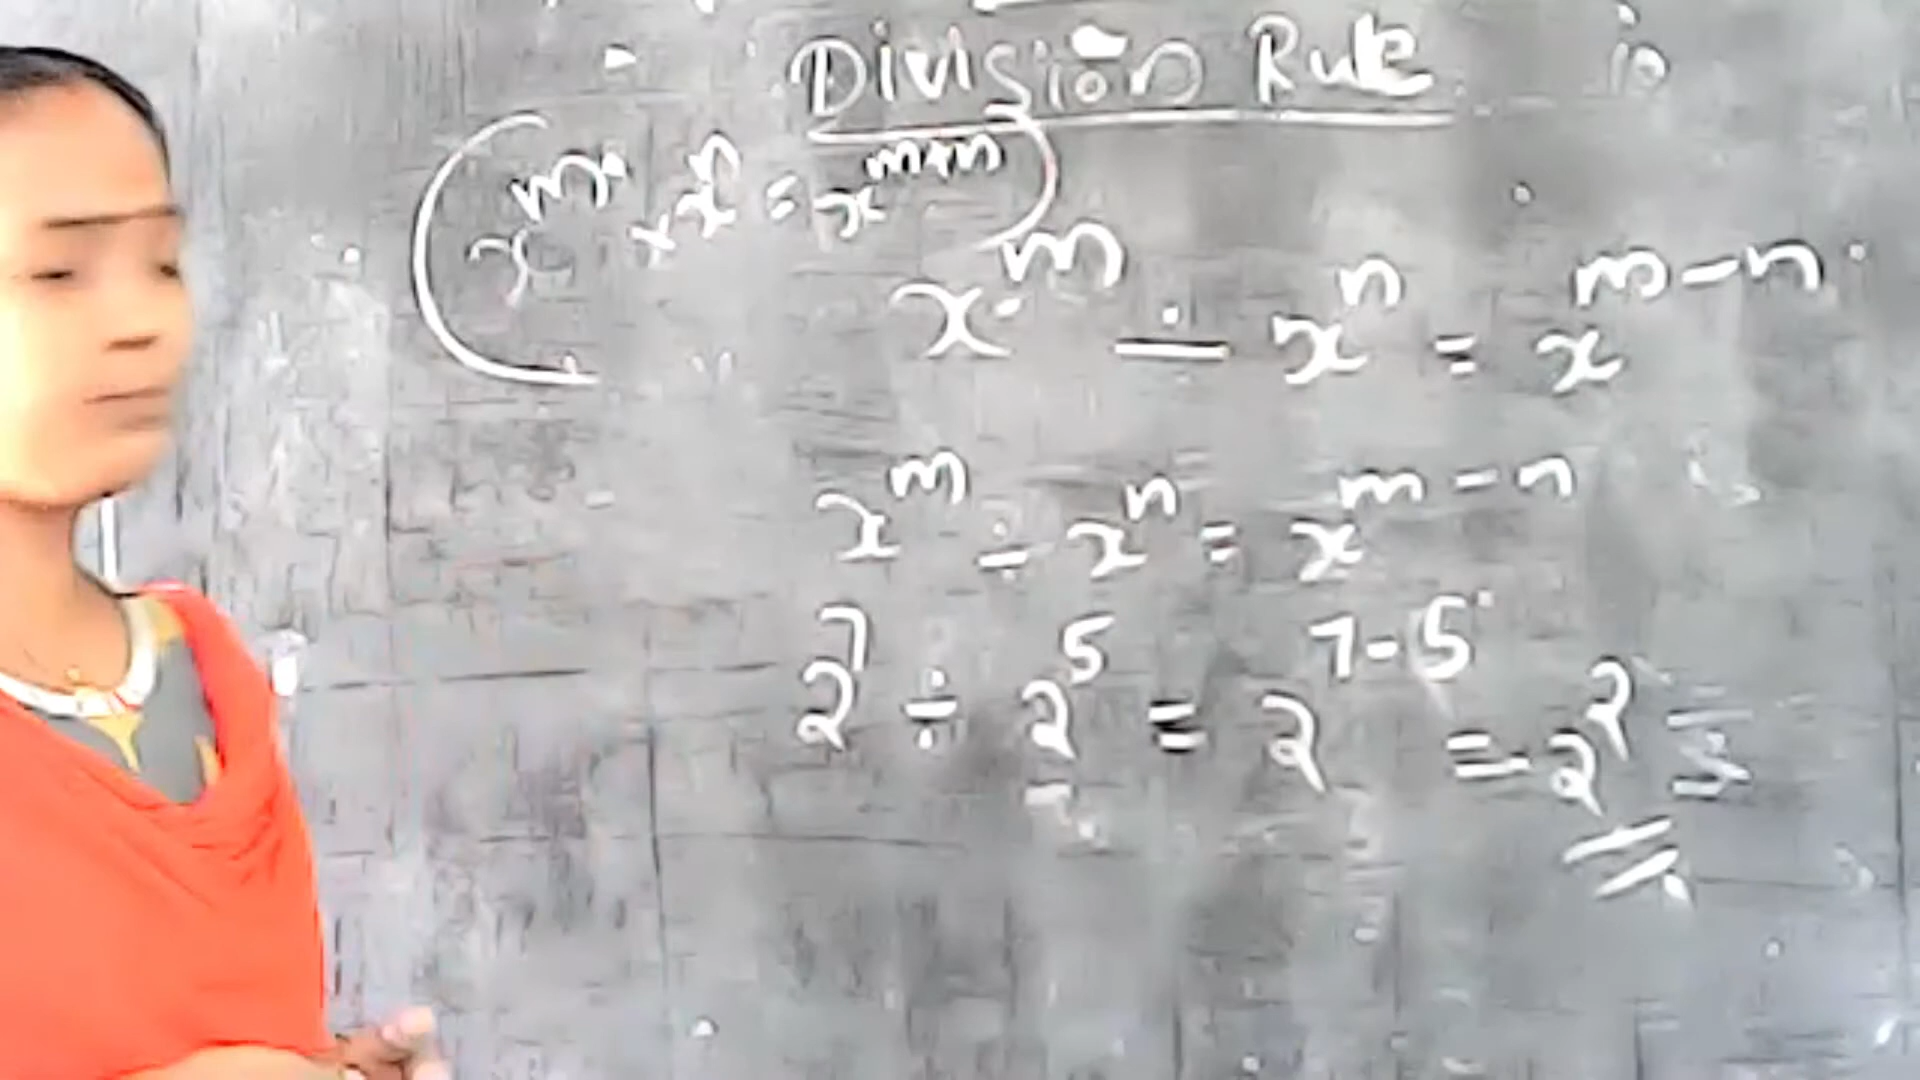 Division Rule
(x^m × x^n = x^{m+n})
x^m ÷ x^n = x^{m-n}
x^m ÷ x^n = x^{m-n}
2^7 ÷ 2^5 = 2^{7-5} = 2^2